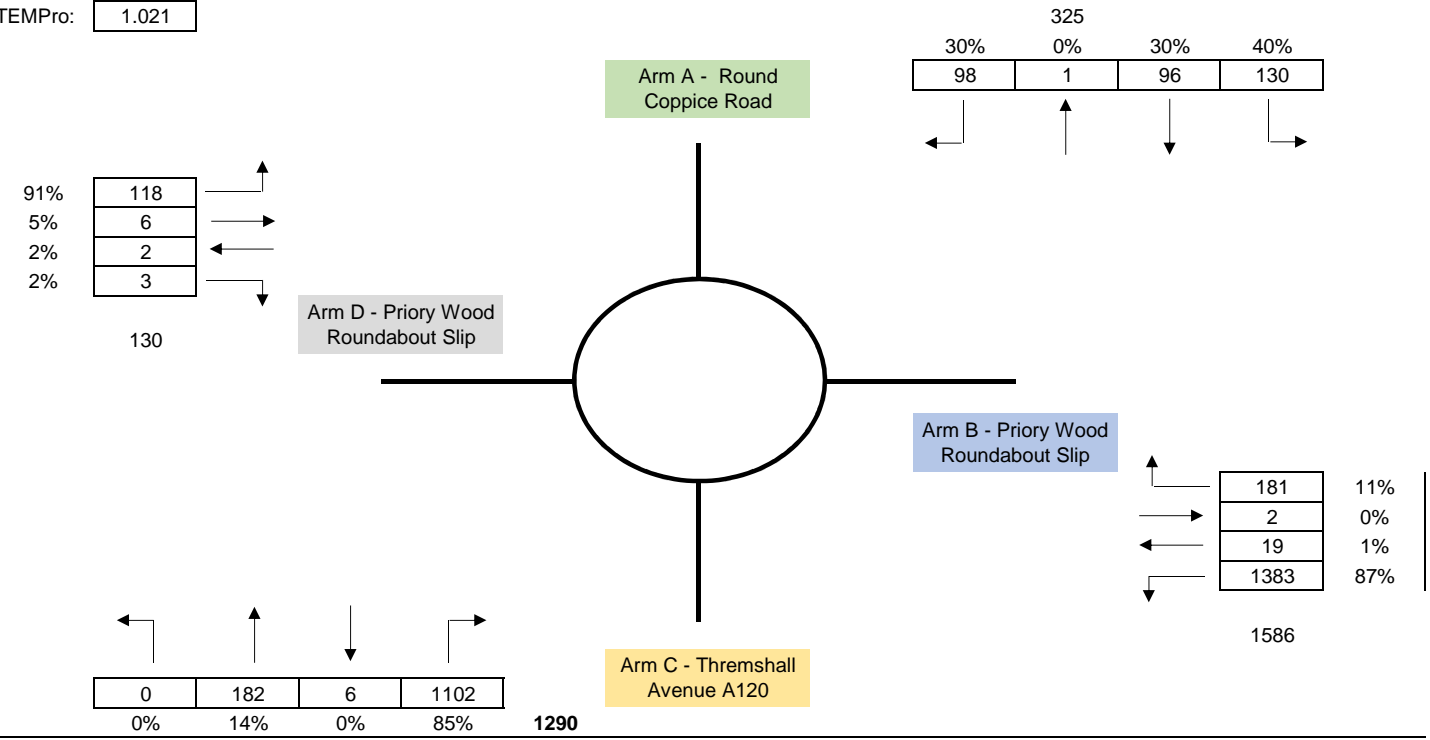 TEMPro: 1.021
325
30% 0% 30% 40%
98 1 96 130
Arm A - Round
Coppice Road
91% 118
5% 6
2% 2
2% 3
130
Arm D - Priory Wood
Roundabout Slip
Arm B - Priory Wood
Roundabout Slip
181 11%
2 0%
19 1%
1383 87%
1586
Arm C - Thremshall
Avenue A120
0 182 6 1102
0% 14% 0% 85% 1290